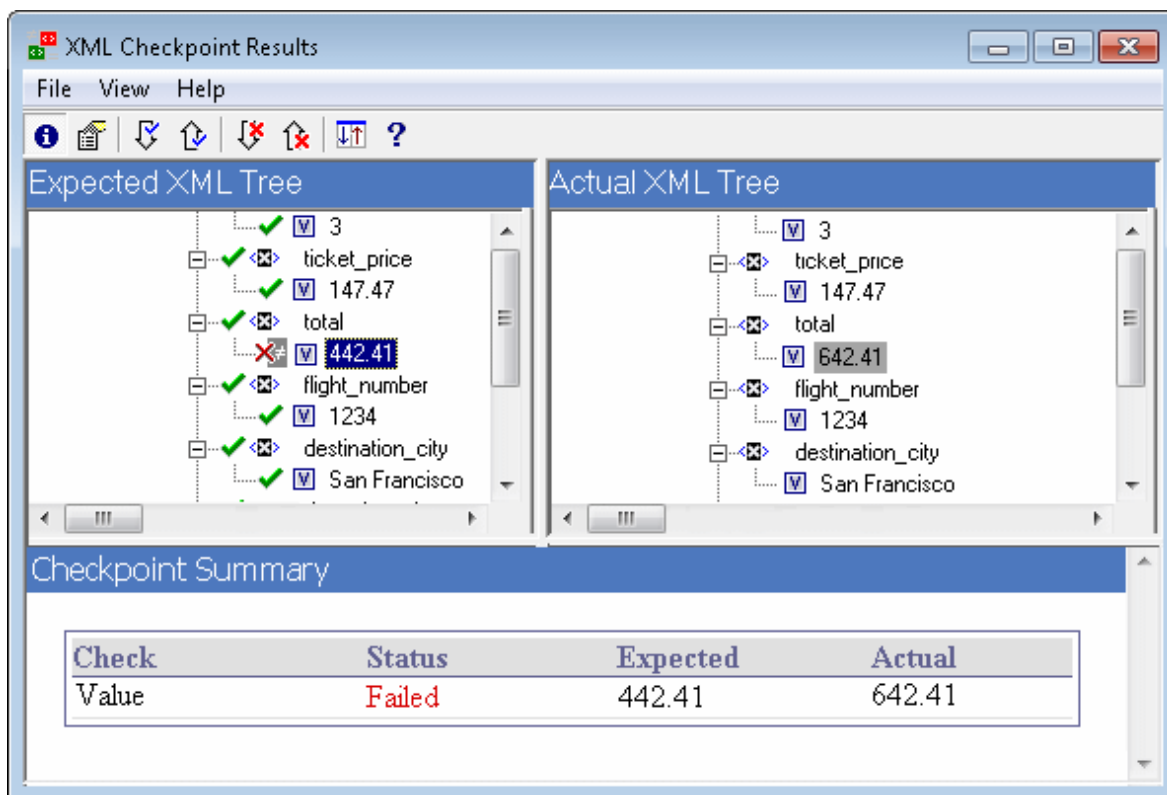 XML Checkpoint Results
File View Help
Expected XML Tree
3
ticket_price
147.47
total
442.41
flight_number
1234
destination_city
San Francisco
Actual XML Tree
3
ticket_price
147.47
total
642.41
flight_number
1234
destination_city
San Francisco
Checkpoint Summary
Check Status Expected Actual
Value Failed 442.41 642.41